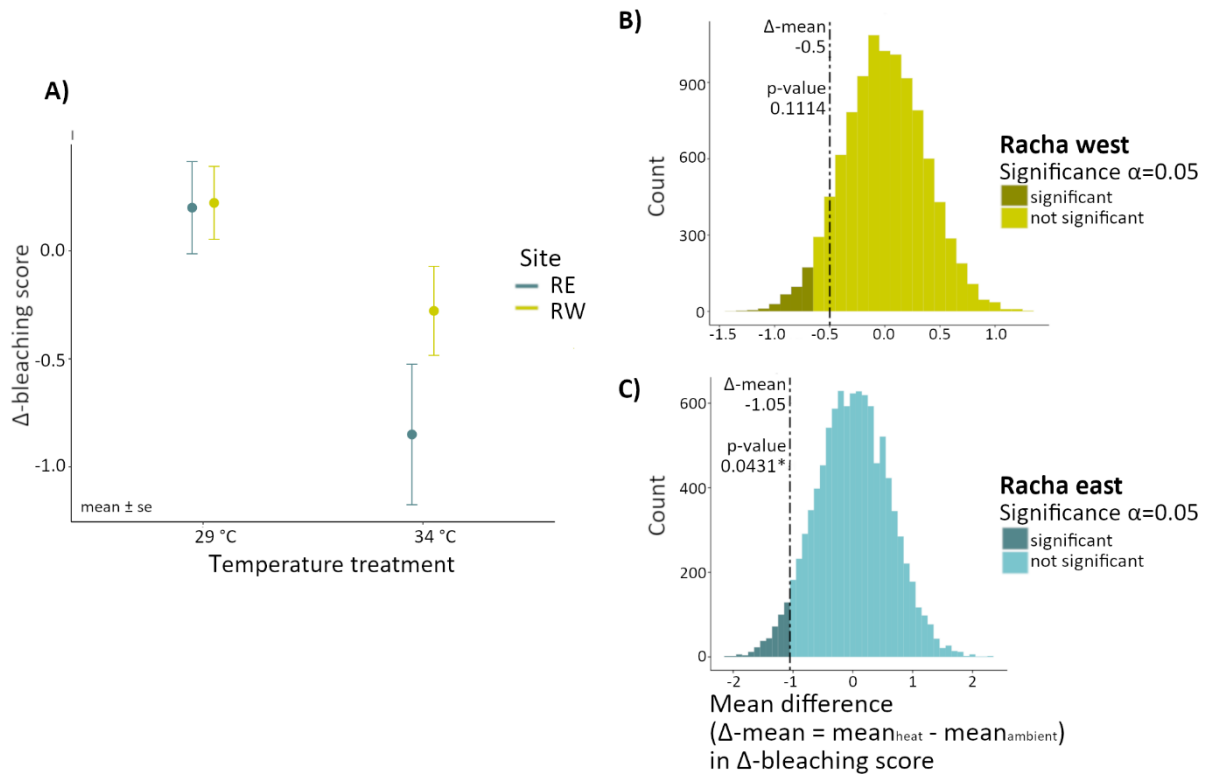 A)
Δ-bleaching score
0.0
-0.5
-1.0
mean ± se
29 °C
34 °C
Temperature treatment
Site
RE
RW
B)
Δ-mean
-0.5
p-value
0.1114
Count
900
600
300
0
-1.5
-1.0
-0.5
0.0
0.5
1.0
Racha west
Significance α=0.05
significant
not significant
C)
Δ-mean
-1.05
p-value
0.0431*
Count
600
400
200
0
-2
-1
0
1
2
Racha east
Significance α=0.05
significant
not significant
Mean difference
(Δ-mean = meanheat - meanambient)
in Δ-bleaching score